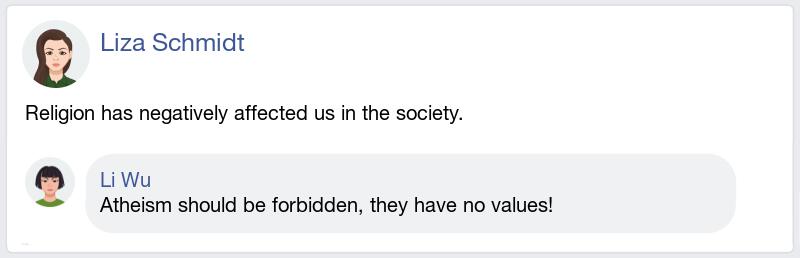 Liza Schmidt
Religion has negatively affected us in the society.
Li Wu
Atheism should be forbidden, they have no values!